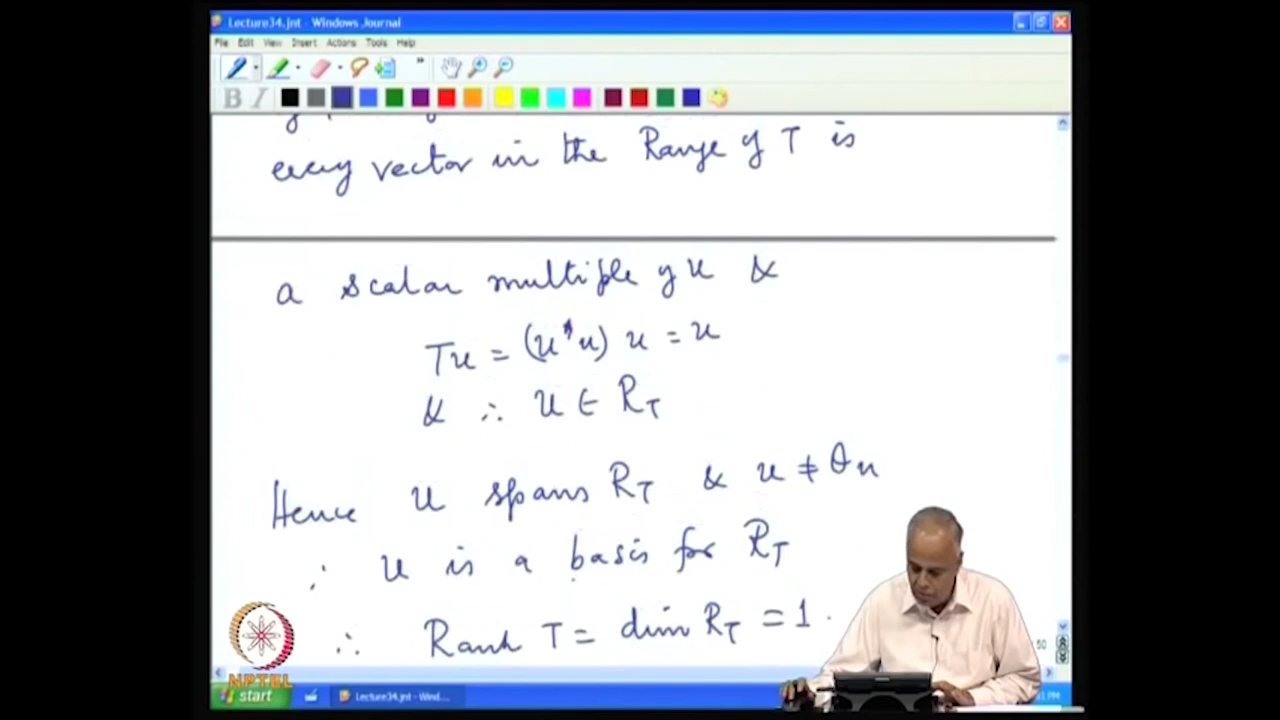 Lecture34.jnt - Windows Journal
File Edit View Insert Actions Tools Help
B I
every vector in the Range of T is
a scalar multiple of u &
Tu = (u*u) u = u
& ∴ u ∈ R_T
Hence u spans R_T & u ≠ θ_n
∴ u is a basis for R_T
∴ Rank T = dim R_T = 1.
NPTEL
start Lecture34.jnt - Wind...